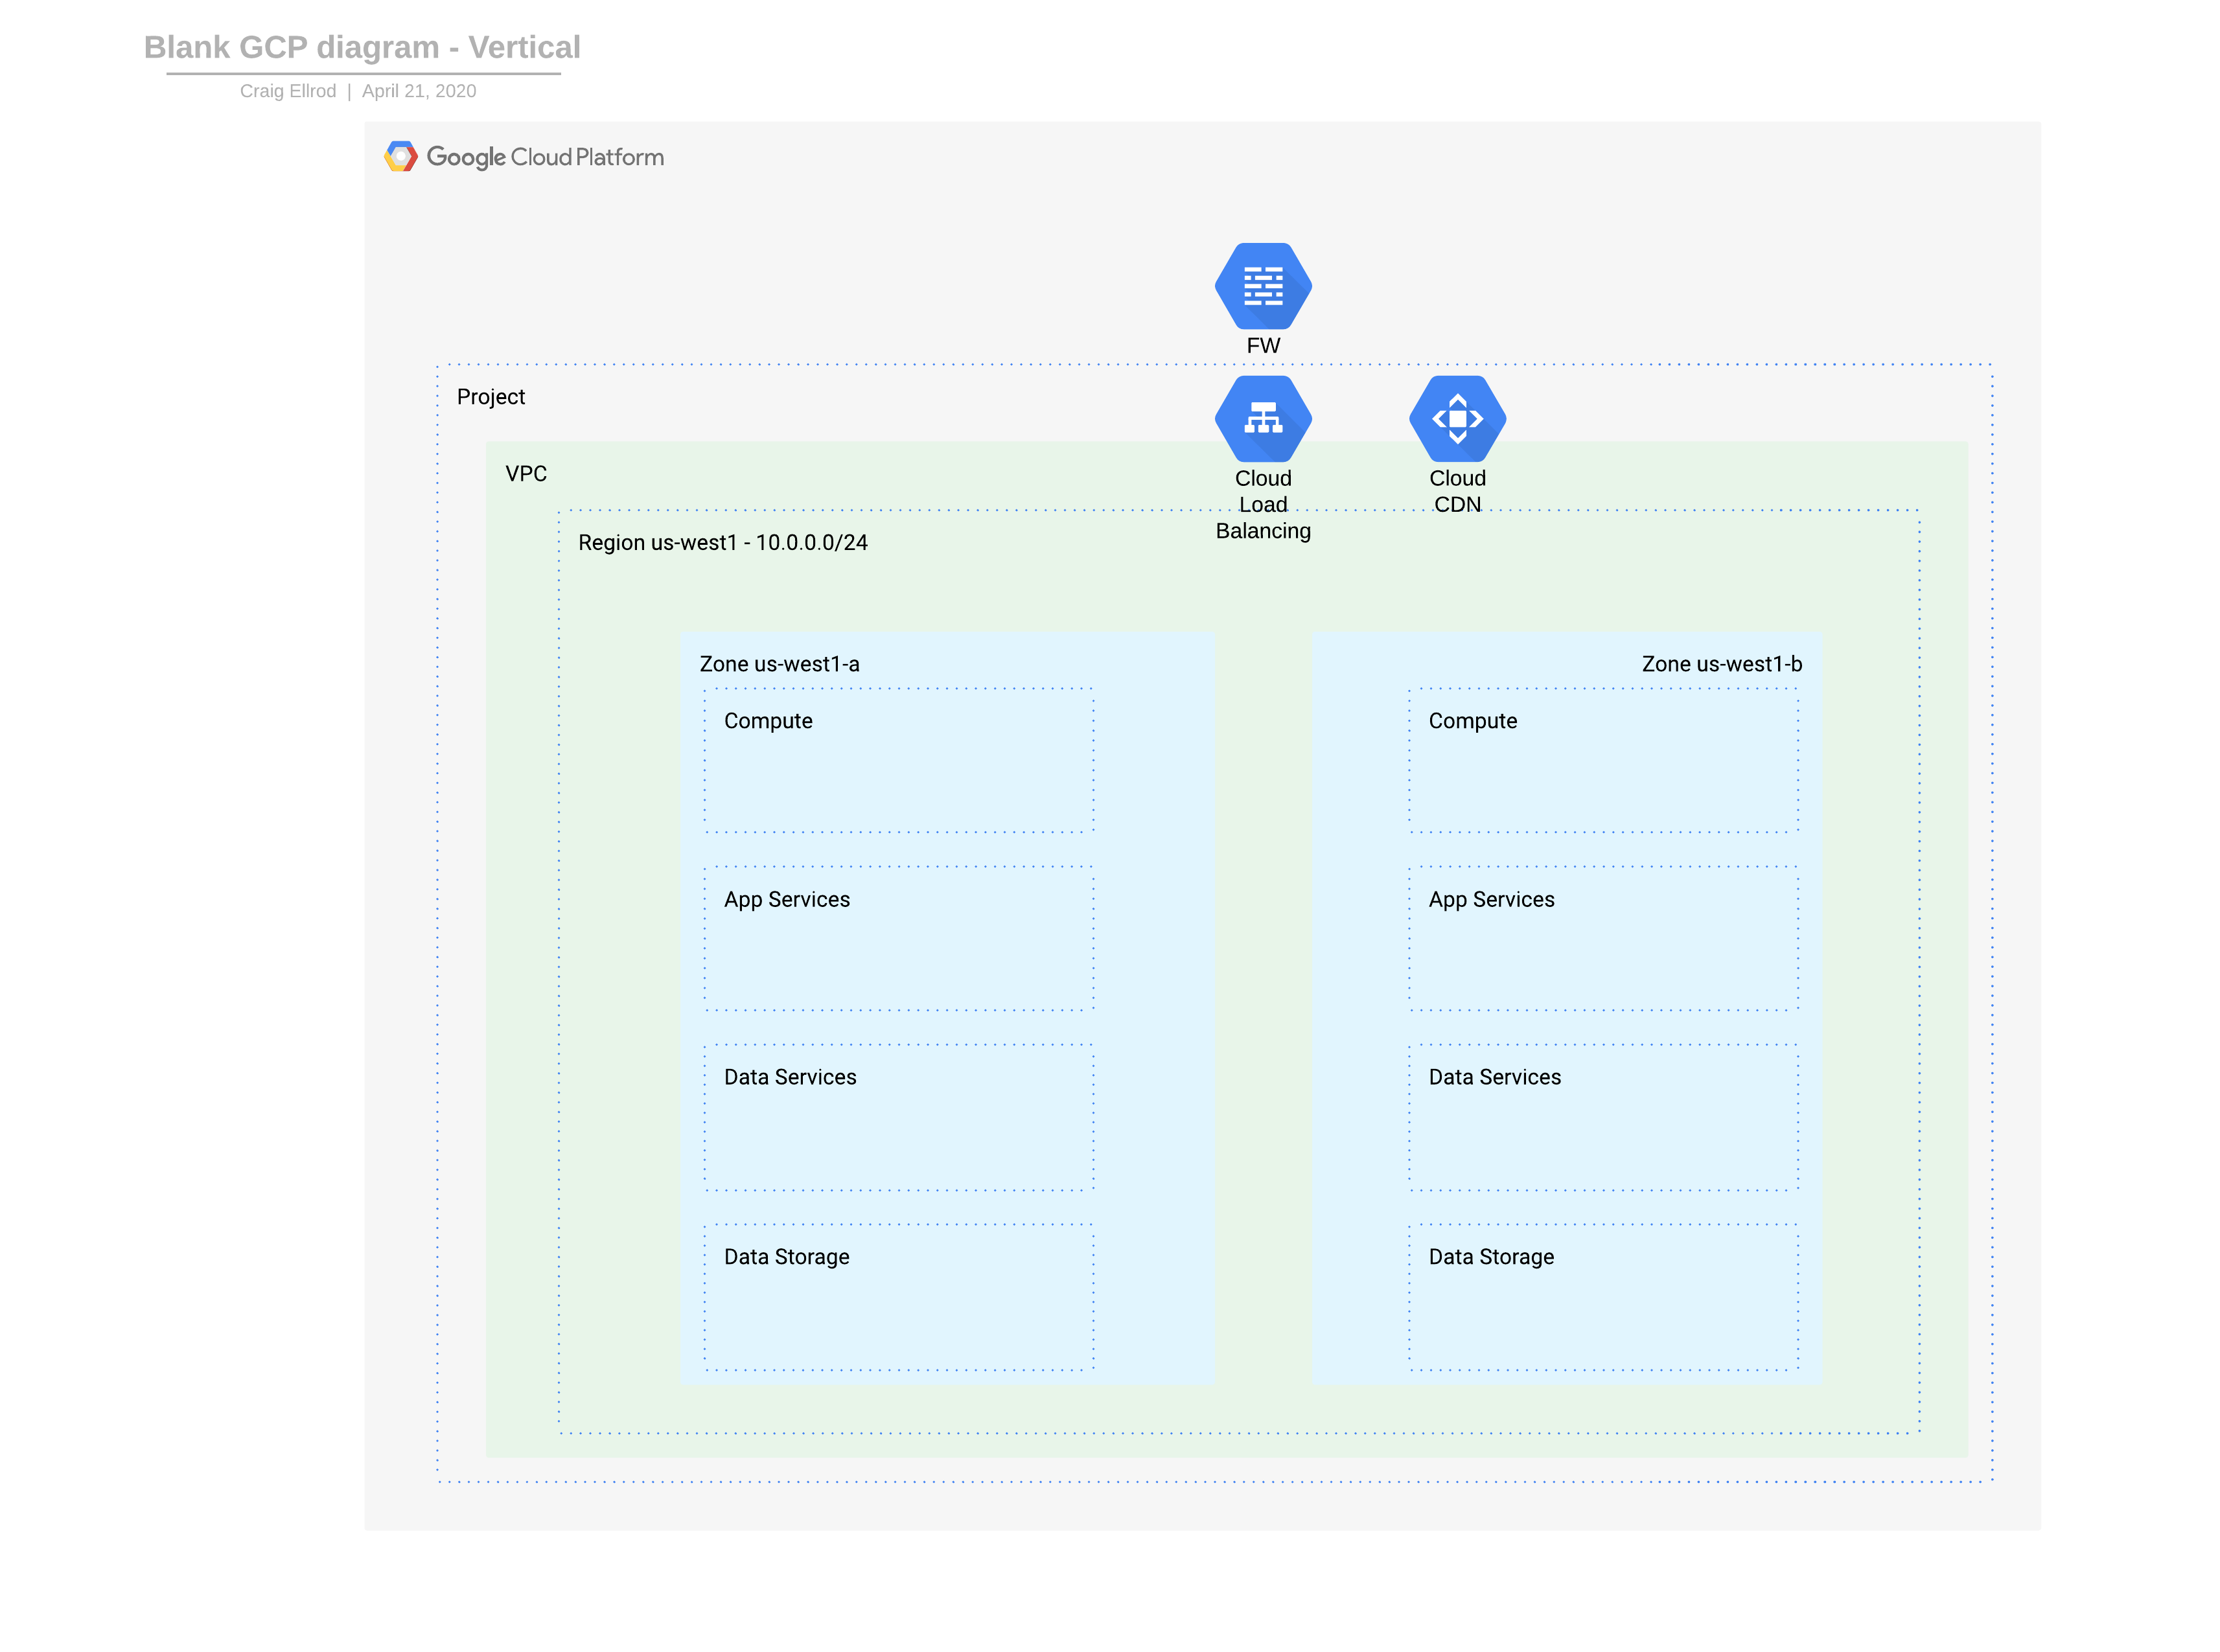 Blank GCP diagram - Vertical
Craig Ellrod | April 21, 2020
Google Cloud Platform
FW
Project
VPC
Cloud
Load
Balancing
Cloud
CDN
Region us-west1 - 10.0.0.0/24
Zone us-west1-a
Compute
App Services
Data Services
Data Storage
Zone us-west1-b
Compute
App Services
Data Services
Data Storage